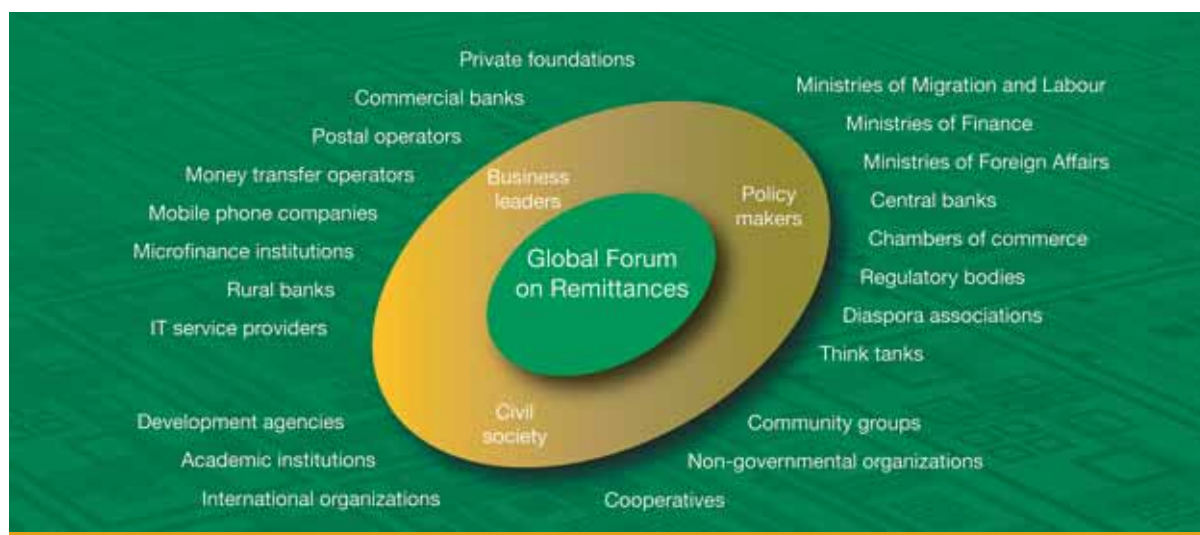 Private foundations
Commercial banks
Postal operators
Money transfer operators
Mobile phone companies
Microfinance institutions
Rural banks
IT service providers
Business
leaders
Policy
makers
Global Forum
on Remittances
Civil
society
Ministries of Migration and Labour
Ministries of Finance
Ministries of Foreign Affairs
Central banks
Chambers of commerce
Regulatory bodies
Diaspora associations
Think tanks
Development agencies
Academic institutions
International organizations
Community groups
Non-governmental organizations
Cooperatives